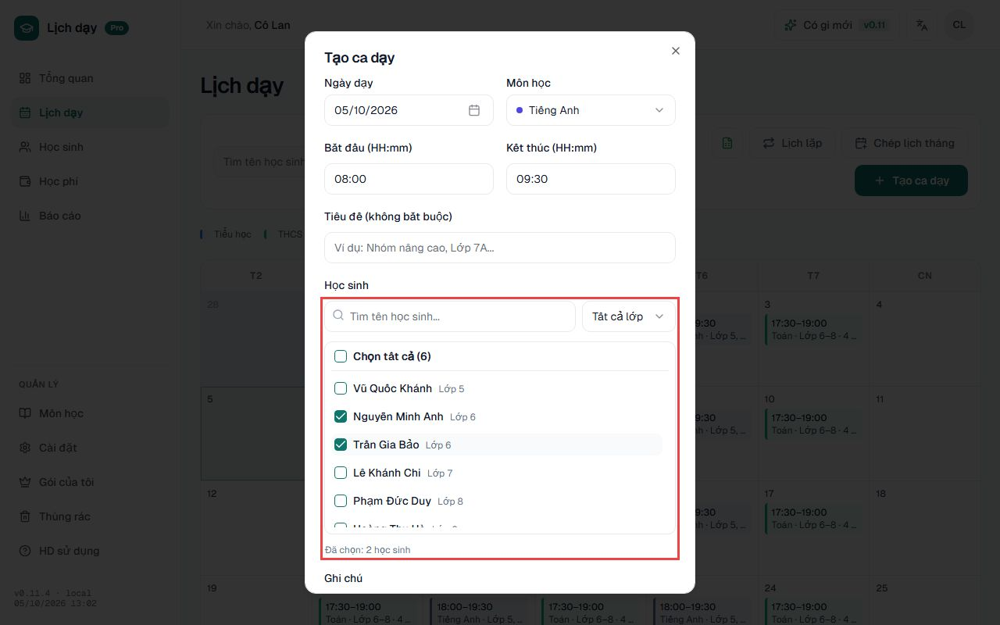 Lịch dạy Pro
Xin chào, Cô Lan
Có gì mới v0.11
CL
Tổng quan
Lịch dạy
Học sinh
Học phí
Báo cáo
QUẢN LÝ
Môn học
Cài đặt
Gói của tôi
Thùng rác
HD sử dụng
v0.11.4 · local
05/10/2026 13:02
Lịch dạy
Tìm tên học sinh
Lịch lặp
Chép lịch tháng
Tạo ca dạy
Tiểu học
THCS
T2
T6
T7
CN
28
3
4
9:30
17:30–19:00
nh · Lớp 5, ...
Toán · Lớp 6–8 · 4 ...
5
10
11
9:30
17:30–19:00
nh · Lớp 5, ...
Toán · Lớp 6–8 · 4 ...
12
17
18
9:30
17:30–19:00
nh · Lớp 5, ...
Toán · Lớp 6–8 · 4 ...
19
24
25
17:30–19:00
18:00–19:30
17:30–19:00
18:00–19:30
17:30–19:00
Toán · Lớp 6–8 · 4 ...
Tiếng Anh · Lớp 5, ...
Toán · Lớp 6–8 · 4 ...
Tiếng Anh · Lớp 5, ...
Toán · Lớp 6–8 · 4 ...
Tạo ca dạy
Ngày dạy
Môn học
05/10/2026
Tiếng Anh
Bắt đầu (HH:mm)
Kết thúc (HH:mm)
08:00
09:30
Tiêu đề (không bắt buộc)
Ví dụ: Nhóm nâng cao, Lớp 7A...
Học sinh
Tìm tên học sinh...
Tất cả lớp
Chọn tất cả (6)
Vũ Quốc Khánh Lớp 5
Nguyễn Minh Anh Lớp 6
Trần Gia Bảo Lớp 6
Lê Khánh Chi Lớp 7
Phạm Đức Duy Lớp 8
Đã chọn: 2 học sinh
Ghi chú